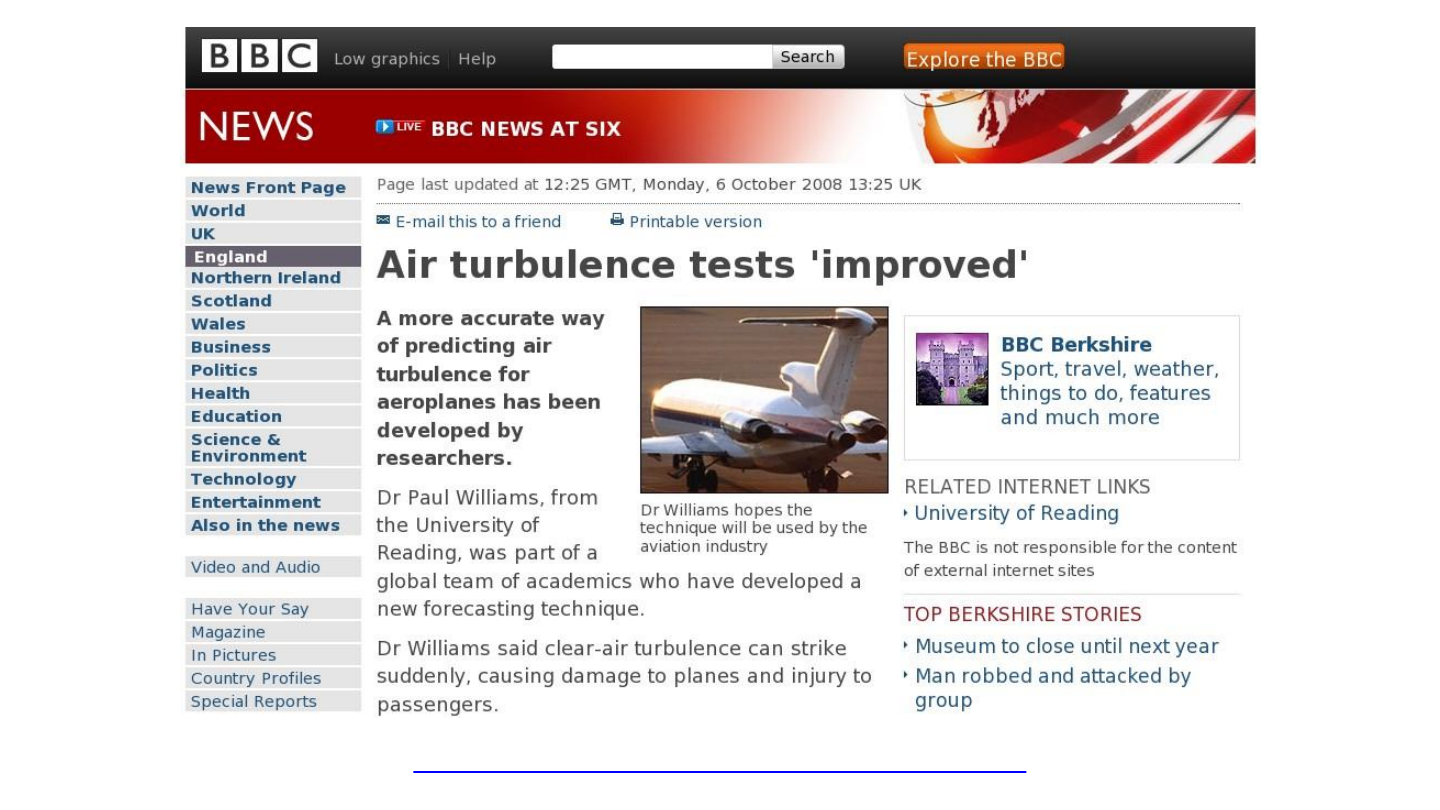 BBC Low graphics Help Search Explore the BBC
NEWS LIVE BBC NEWS AT SIX
News Front Page
World
UK
England
Northern Ireland
Scotland
Wales
Business
Politics
Health
Education
Science &
Environment
Technology
Entertainment
Also in the news
Video and Audio
Have Your Say
Magazine
In Pictures
Country Profiles
Special Reports
Page last updated at 12:25 GMT, Monday, 6 October 2008 13:25 UK
E-mail this to a friend Printable version
Air turbulence tests 'improved'
A more accurate way
of predicting air
turbulence for
aeroplanes has been
developed by
researchers.
Dr Paul Williams, from
the University of
Reading, was part of a
global team of academics who have developed a
new forecasting technique.
Dr Williams said clear-air turbulence can strike
suddenly, causing damage to planes and injury to
passengers.
Dr Williams hopes the
technique will be used by the
aviation industry
BBC Berkshire
Sport, travel, weather,
things to do, features
and much more
RELATED INTERNET LINKS
University of Reading
The BBC is not responsible for the content
of external internet sites
TOP BERKSHIRE STORIES
Museum to close until next year
Man robbed and attacked by
group